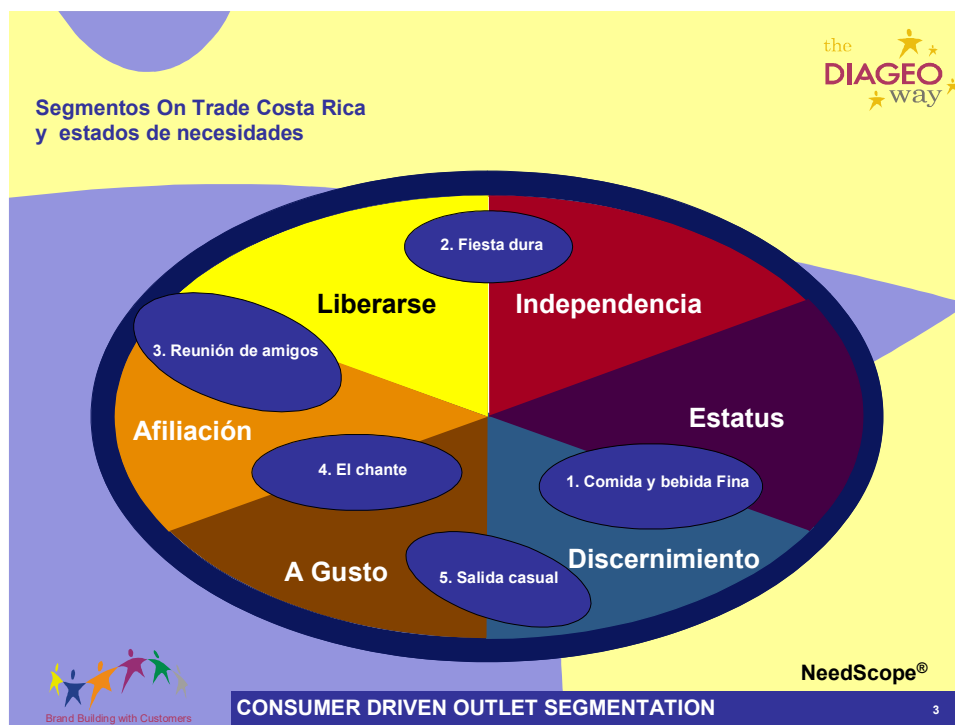 the
DIAGEO
way
Segmentos On Trade Costa Rica
y estados de necesidades
2. Fiesta dura
Liberarse
Independencia
3. Reunión de amigos
Afiliación
Estatus
4. El chante
1. Comida y bebida Fina
A Gusto
Discernimiento
5. Salida casual
NeedScope®
Brand Building with Customers
CONSUMER DRIVEN OUTLET SEGMENTATION
3